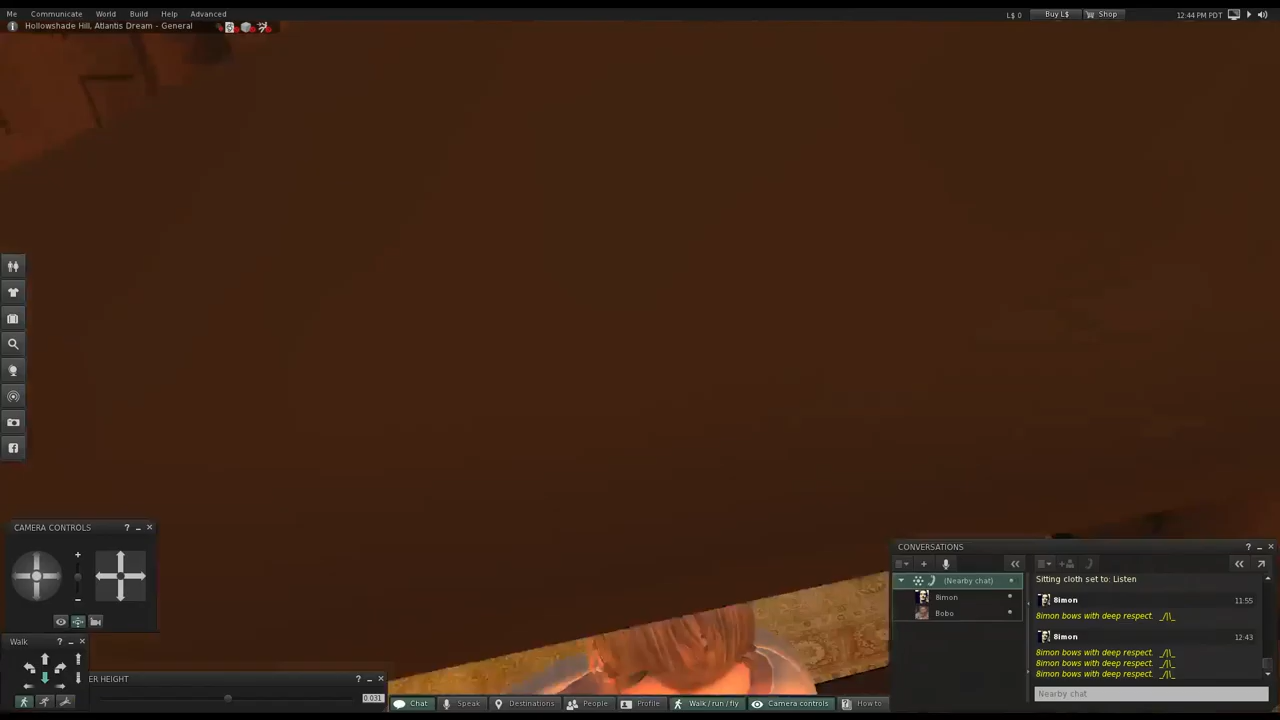 Me Communicate World Build Help Advanced L$ 0 Buy L$ Shop 12:44 PM PDT
Hollowshade Hill, Atlantis Dream - General
CAMERA CONTROLS ? _ ×
+
−
Walk ? _ ×
ER HEIGHT ? _ ×
0.031
CONVERSATIONS ? _ ×
(Nearby chat)
8imon
Bobo
Sitting cloth set to: Listen
8imon 11:55
8imon bows with deep respect. _/|\_
8imon 12:43
8imon bows with deep respect. _/|\_
8imon bows with deep respect. _/|\_
8imon bows with deep respect. _/|\_
Nearby chat
Chat Speak Destinations People Profile Walk / run / fly Camera controls How to